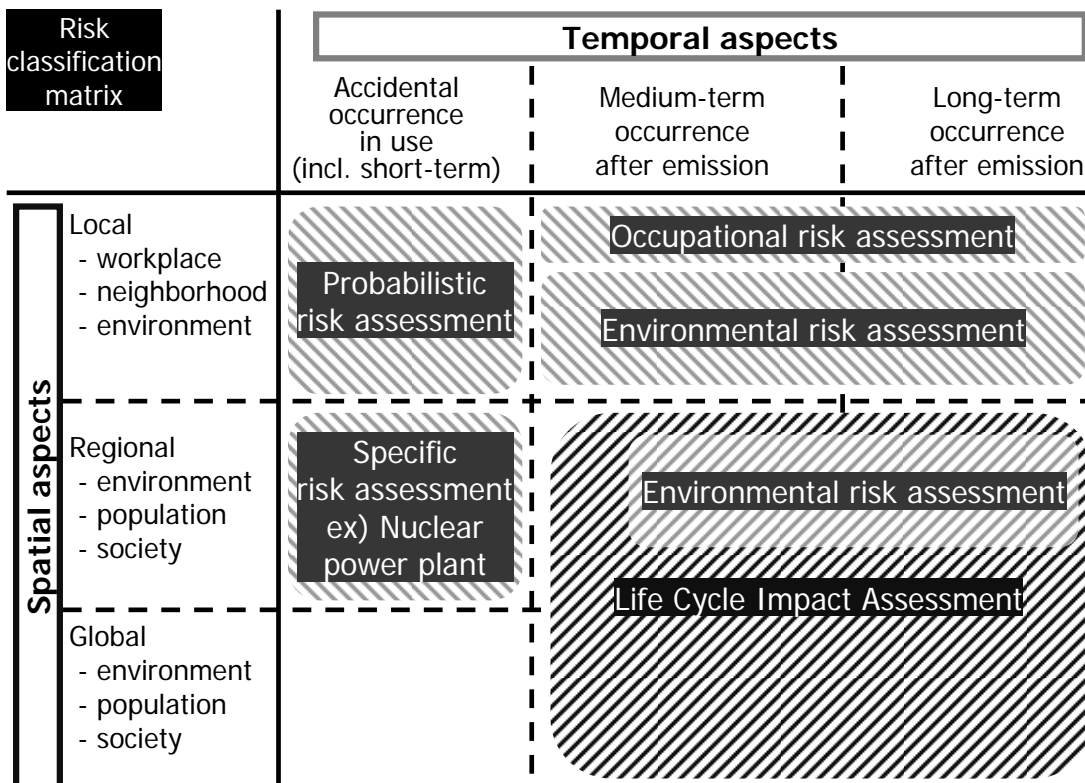 Risk
classification
matrix
Temporal aspects
Accidental
occurrence
in use
(incl. short-term)
Medium-term
occurrence
after emission
Long-term
occurrence
after emission
Spatial aspects
Local
- workplace
- neighborhood
- environment
Probabilistic
risk assessment
Occupational risk assessment
Environmental risk assessment
Regional
- environment
- population
- society
Specific
risk assessment
ex) Nuclear
power plant
Environmental risk assessment
Life Cycle Impact Assessment
Global
- environment
- population
- society